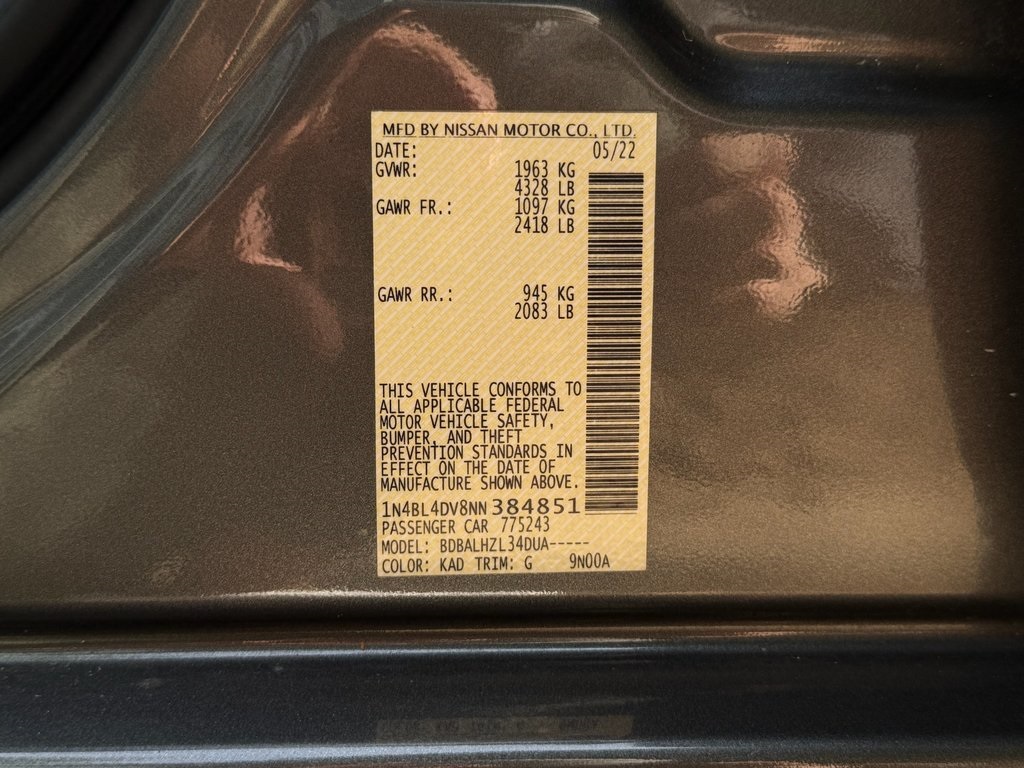 MFD BY NISSAN MOTOR CO., LTD.
DATE: 05/22
GVWR: 1963 KG
4328 LB
GAWR FR.: 1097 KG
2418 LB
GAWR RR.: 945 KG
2083 LB
THIS VEHICLE CONFORMS TO
ALL APPLICABLE FEDERAL
MOTOR VEHICLE SAFETY,
BUMPER, AND THEFT
PREVENTION STANDARDS IN
EFFECT ON THE DATE OF
MANUFACTURE SHOWN ABOVE.
1N4BL4DV8NN384851
PASSENGER CAR 775243
MODEL: BDBALHZL34DUA-----
COLOR: KAD TRIM: G 9N00A